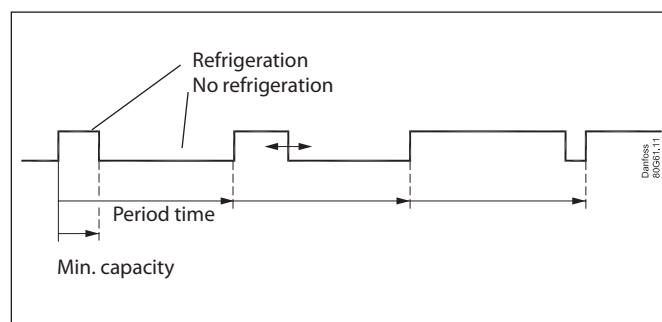 Refrigeration
No refrigeration
Period time
Min. capacity
Danfoss
80G61.11